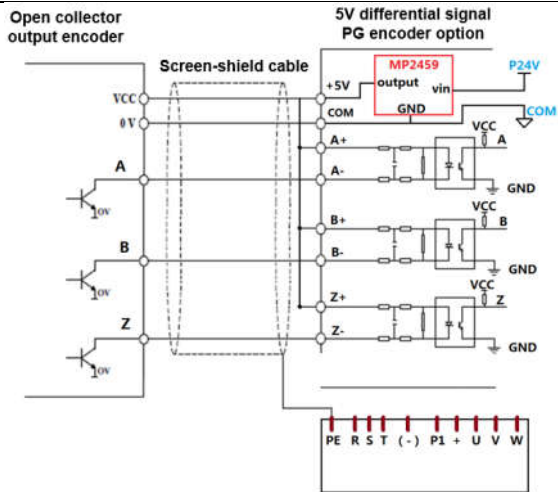 Open collector
output encoder
5V differential signal
PG encoder option
Screen-shield cable
MP2459
P24V
output
vin
+5V
VCC
GND
COM
COM
0V
VCC
A
A+
A
A-
GND
0V
VCC
B+
B
B
B-
GND
0V
VCC
Z+
Z
Z
Z-
GND
0V
PE R S T (-) P1 + U V W